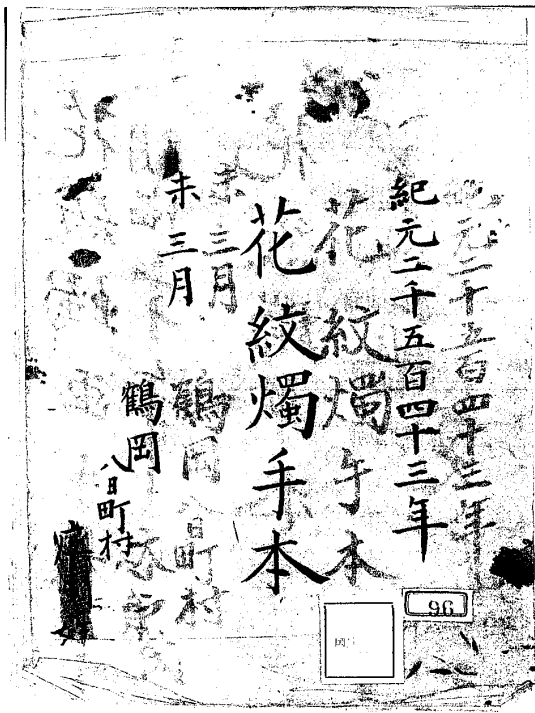 紀元二千五百四十三年
花紋燭手本
未三月
鶴岡
八日町村
96